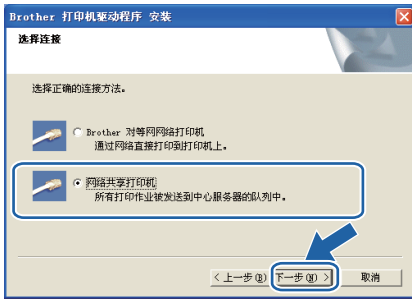 Brother 打印机驱动程序 安装
选择连接
选择正确的连接方法。
Brother 对等网网络打印机
通过网络直接打印到打印机上。
网络共享打印机
所有打印作业被发送到中心服务器的队列中。
< 上一步(B) 下一步(N) > 取消